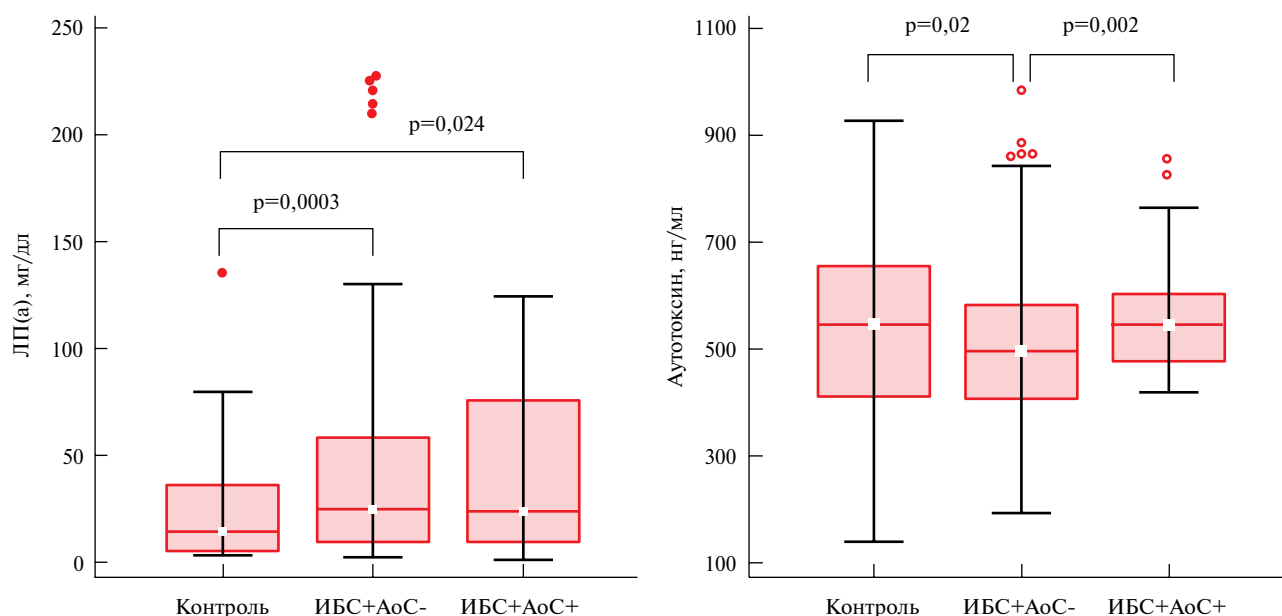 250
200
150
100
50
0
ЛП(а), мг/дл
p=0,024
p=0,0003
Контроль
ИБС+АоС-
ИБС+АоС+
1100
900
700
500
300
100
Аутотоксин, нг/мл
p=0,02
p=0,002
Контроль
ИБС+АоС-
ИБС+АоС+